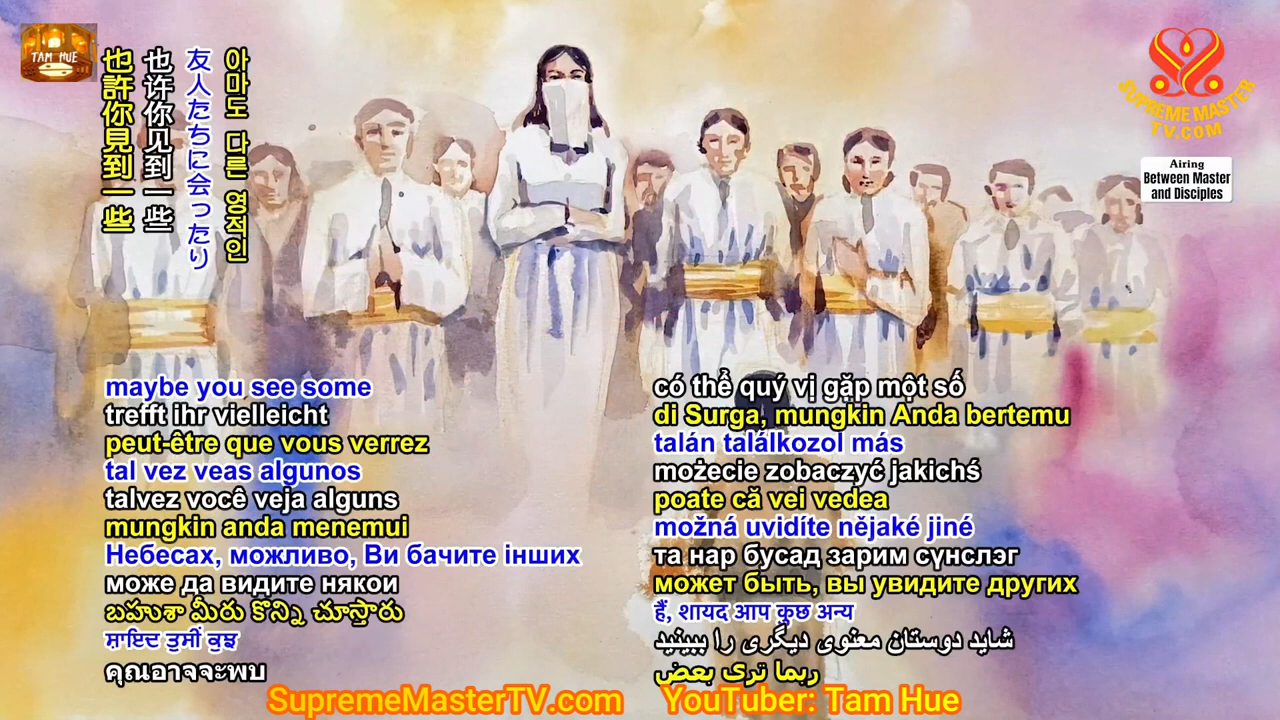 TAM HUE
也許你見到一些
也许你见到一些
友人たちに会ったり
아마도 다른 영적인
SUPREME MASTER
TV.COM
Airing
Between Master
and Disciples
maybe you see some
trefft ihr vielleicht
peut-être que vous verrez
tal vez veas algunos
talvez você veja alguns
mungkin anda menemui
Небесах, можливо, Ви бачите інших
може да видите някои
బహుశా మీరు కొన్ని చూస్తారు
ਸ਼ਾਇਦ ਤੁਸੀਂ ਕੁਝ
คุณอาจจะพบ
có thể quý vị gặp một số
di Surga, mungkin Anda bertemu
talán találkozol más
możecie zobaczyć jakichś
poate că vei vedea
možná uvidíte nějaké jiné
та нар бусад зарим сүнслэг
может быть, вы увидите других
हैं, शायद आप कुछ अन्य
شاید دوستان معنوی دیگری را ببینید
ربما ترى بعض
SupremeMasterTV.com
YouTuber: Tam Hue